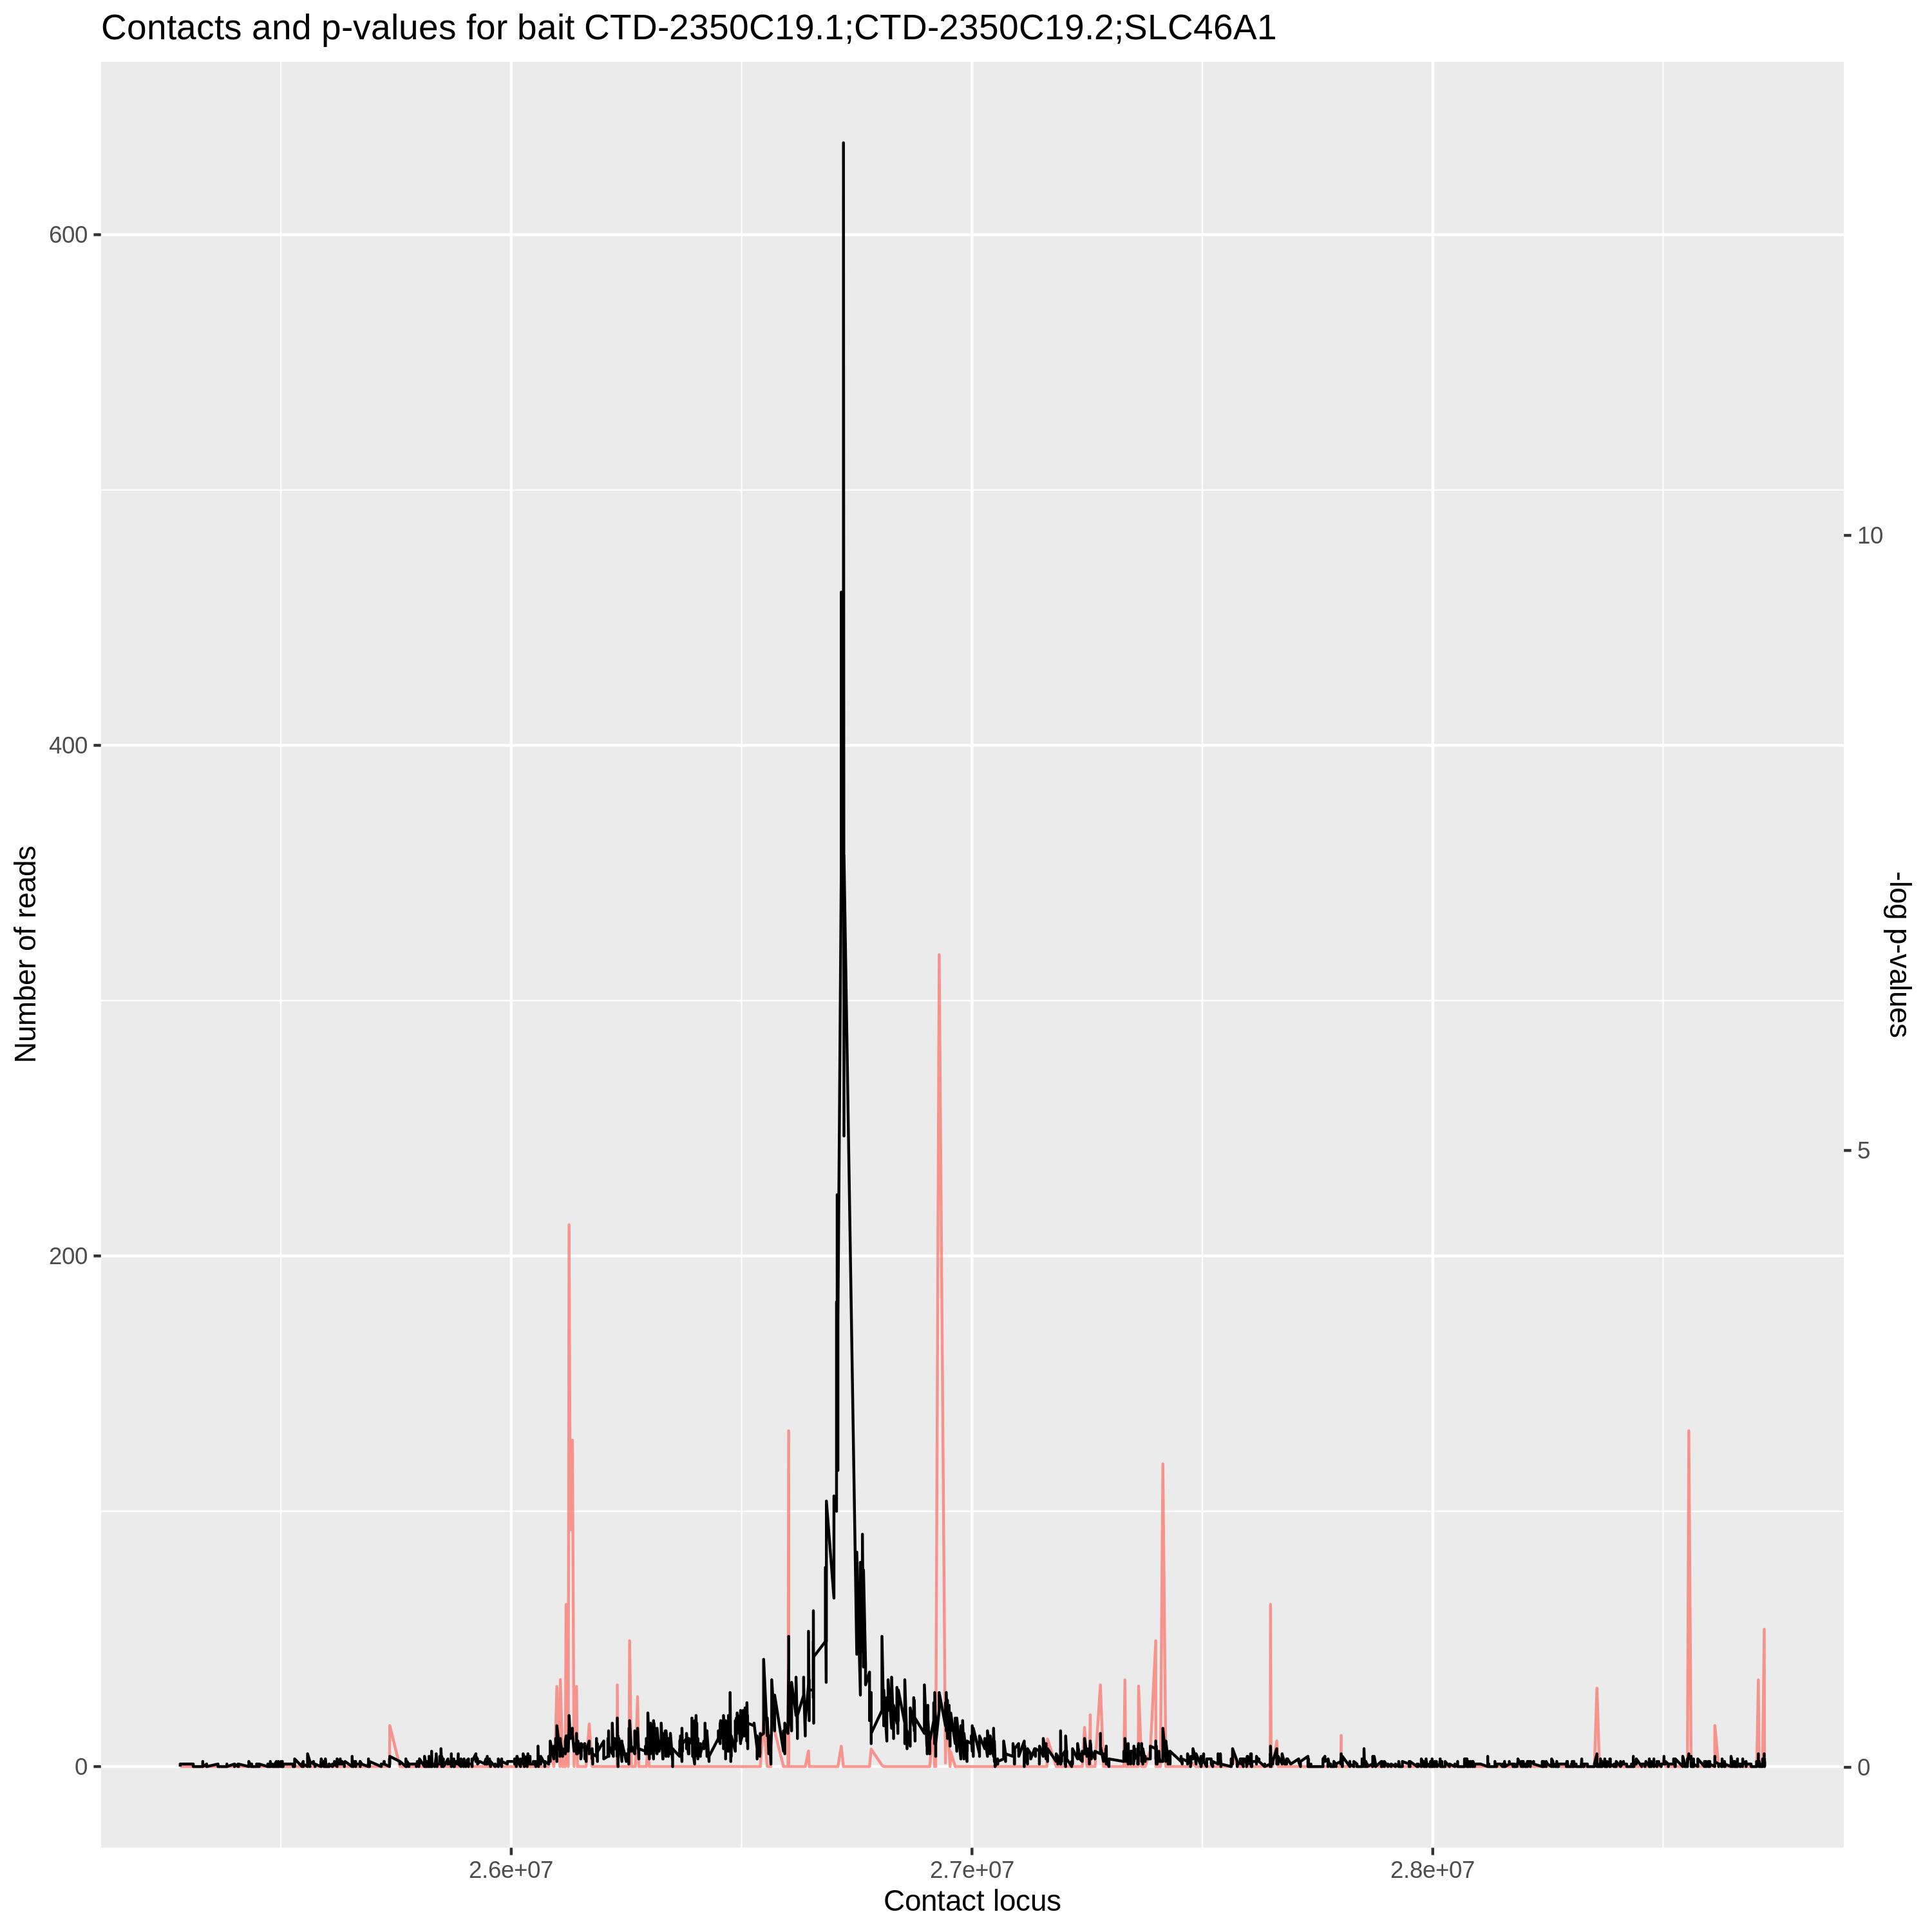 Contacts and p-values for bait CTD-2350C19.1;CTD-2350C19.2;SLC46A1
600
400
200
0
Number of reads
10
5
0
-log p-values
2.6e+07
2.7e+07
2.8e+07
Contact locus